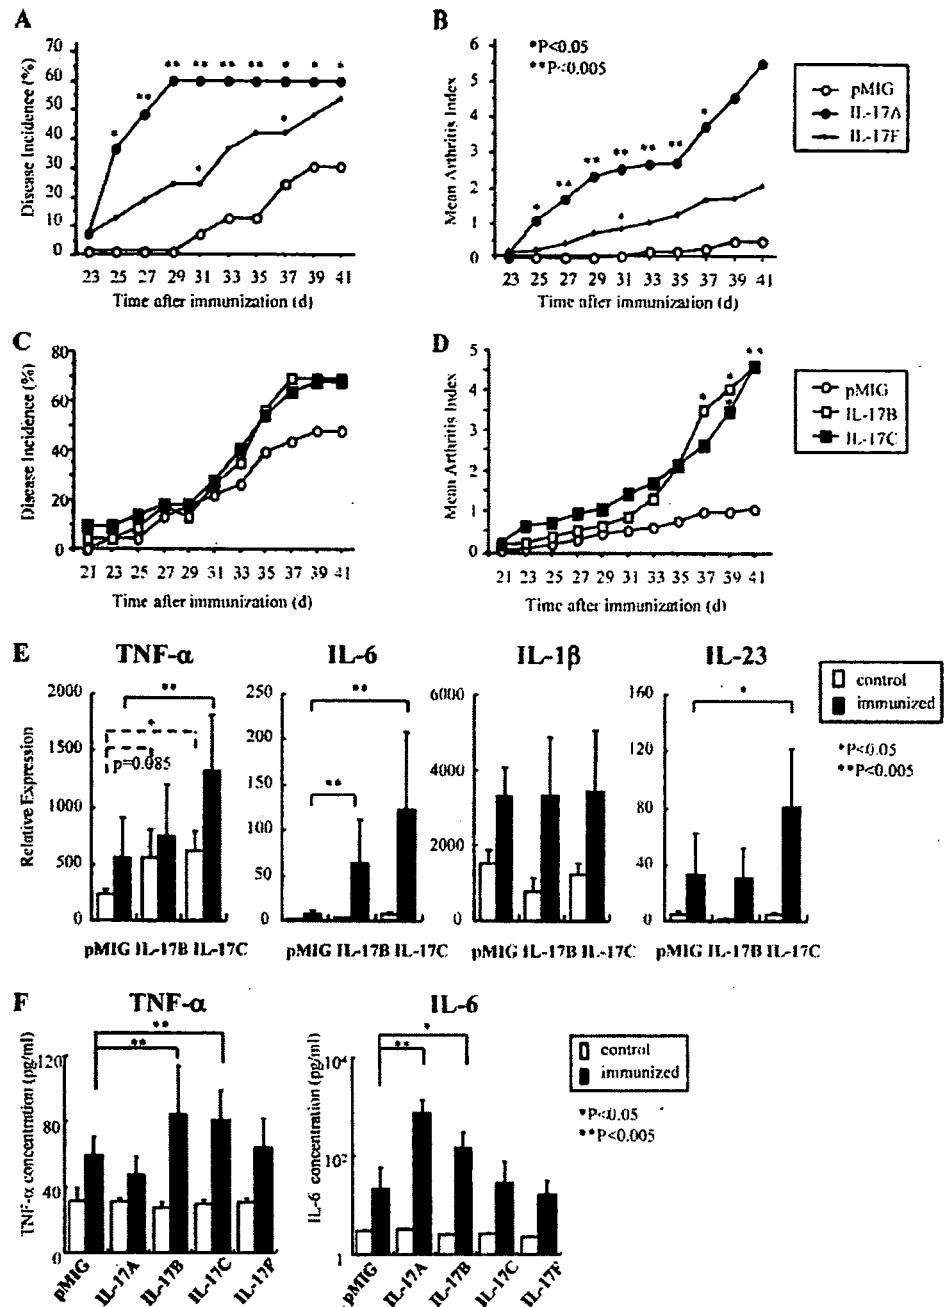 A
B
Disease Incidence (%)
70
60
50
40
30
20
10
0
** ** ** ** * * *
*
**
*
*
23 25 27 29 31 33 35 37 39 41
Time after immunization (d)
Mean Arthritis Index
6
5
4
3
2
1
0
*P<0.05
**P<0.005
*
**
**
**
**
**
*
*
23 25 27 29 31 33 35 37 39 41
Time after immunization (d)
pMIG
IL-17A
IL-17F
C
D
Disease Incidence (%)
80
60
40
20
0
21 23 25 27 29 31 33 35 37 39 41
Time after immunization (d)
Mean Arthritis Index
5
4
3
2
1
0
*
*
*
* *
21 23 25 27 29 31 33 35 37 39 41
Time after immunization (d)
pMIG
IL-17B
IL-17C
E
TNF-α
IL-6
IL-1β
IL-23
Relative Expression
2000
1500
1000
500
0
**
*
p=0.085
pMIG IL-17B IL-17C
250
200
150
100
50
0
**
**
pMIG IL-17B IL-17C
6000
4000
2000
0
pMIG IL-17B IL-17C
160
120
80
40
0
*
pMIG IL-17B IL-17C
control
immunized
*P<0.05
**P<0.005
F
TNF-α
IL-6
TNF-α concentration (pg/ml)
120
80
40
0
**
**
pMIG IL-17A IL-17B IL-17C IL-17F
IL-6 concentration (pg/ml)
10⁴
10²
1
*
**
pMIG IL-17A IL-17B IL-17C IL-17F
control
immunized
*P<0.05
**P<0.005